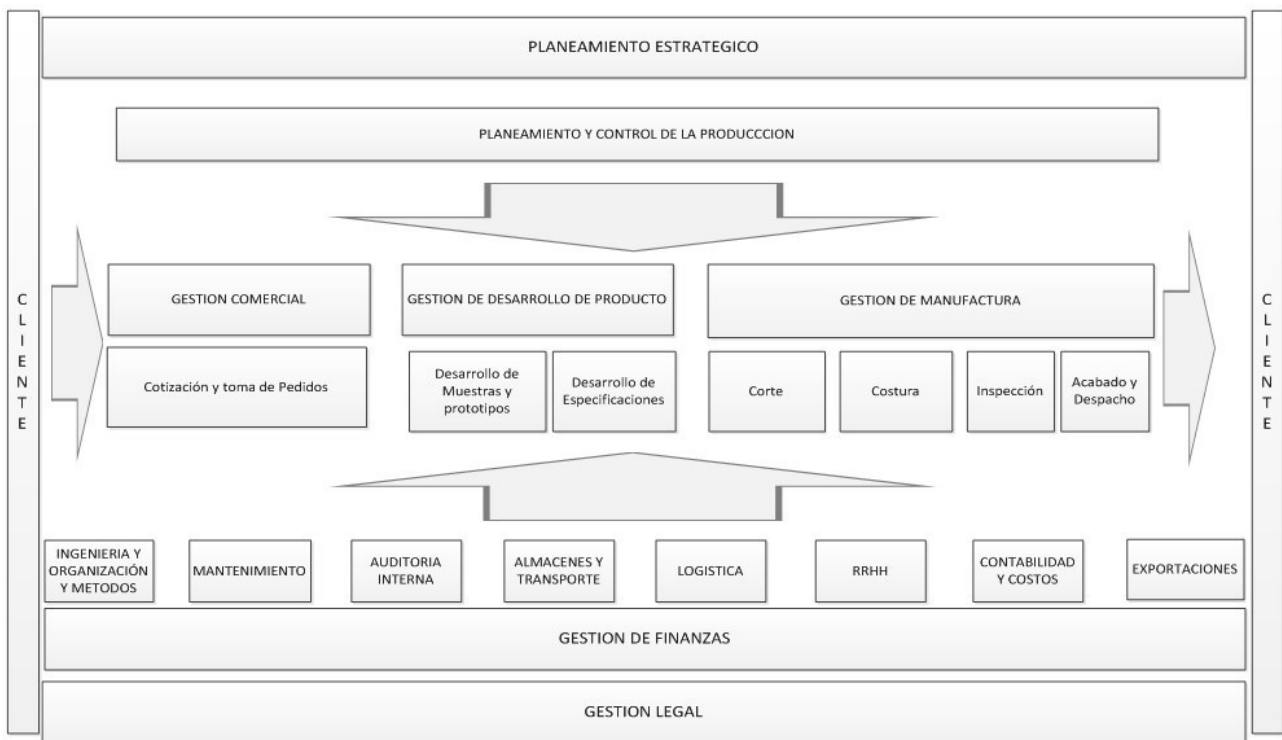 PLANEAMIENTO ESTRATEGICO
PLANEAMIENTO Y CONTROL DE LA PRODUCCCION
CLIENTE
GESTION COMERCIAL
GESTION DE DESARROLLO DE PRODUCTO
GESTION DE MANUFACTURA
Cotización y toma de Pedidos
Desarrollo de
Muestras y
prototipos
Desarrollo de
Especificaciones
Corte
Costura
Inspección
Acabado y
Despacho
CLIENTE
INGENIERIA Y
ORGANIZACIÓN
Y METODOS
MANTENIMIENTO
AUDITORIA
INTERNA
ALMACENES Y
TRANSPORTE
LOGISTICA
RRHH
CONTABILIDAD
Y COSTOS
EXPORTACIONES
GESTION DE FINANZAS
GESTION LEGAL